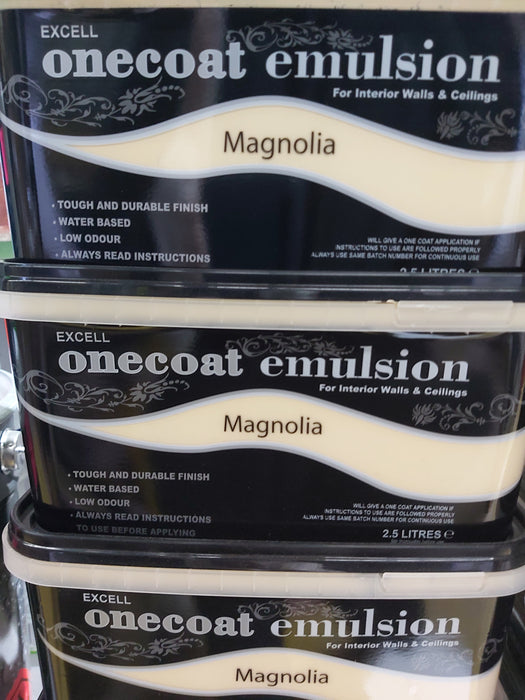 EXCELL
onecoat emulsion
For Interior Walls & Ceilings
Magnolia
• TOUGH AND DURABLE FINISH
• WATER BASED
• LOW ODOUR
• ALWAYS READ INSTRUCTIONS
WILL GIVE A ONE COAT APPLICATION IF
INSTRUCTIONS TO USE ARE FOLLOWED PROPERLY
ALWAYS USE SAME BATCH NUMBER FOR CONTINUOUS USE
2.5 LITRES e
EXCELL
onecoat emulsion
For Interior Walls & Ceilings
Magnolia
• TOUGH AND DURABLE FINISH
• WATER BASED
• LOW ODOUR
• ALWAYS READ INSTRUCTIONS
TO USE BEFORE APPLYING
WILL GIVE A ONE COAT APPLICATION IF
INSTRUCTIONS TO USE ARE FOLLOWED PROPERLY
ALWAYS USE SAME BATCH NUMBER FOR CONTINUOUS USE
2.5 LITRES e
EXCELL
onecoat emulsion
For Interior Walls & Ceilings
Magnolia